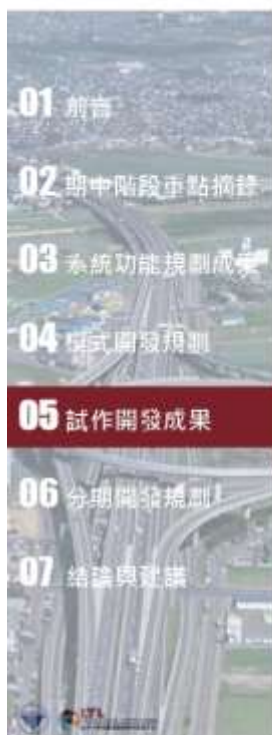 01 前言
02 期中階段重點摘錄
03 系統功能規劃成果
04 模式開發規劃
05 試作開發成果
06 分期開發規劃
07 結論與建議